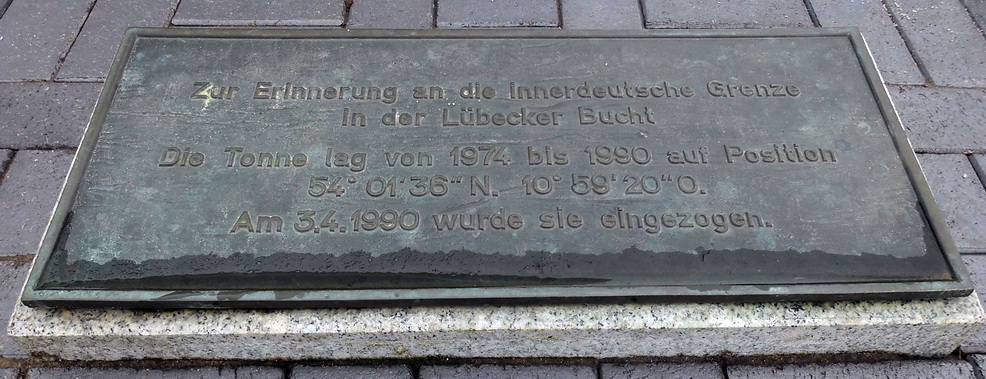 Zur Erinnerung an die innerdeutsche Grenze
in der Lübecker Bucht
Die Tonne lag von 1974 bis 1990 auf Position
54° 01' 36" N. 10° 59' 20" O.
Am 3.4.1990 wurde sie eingezogen.